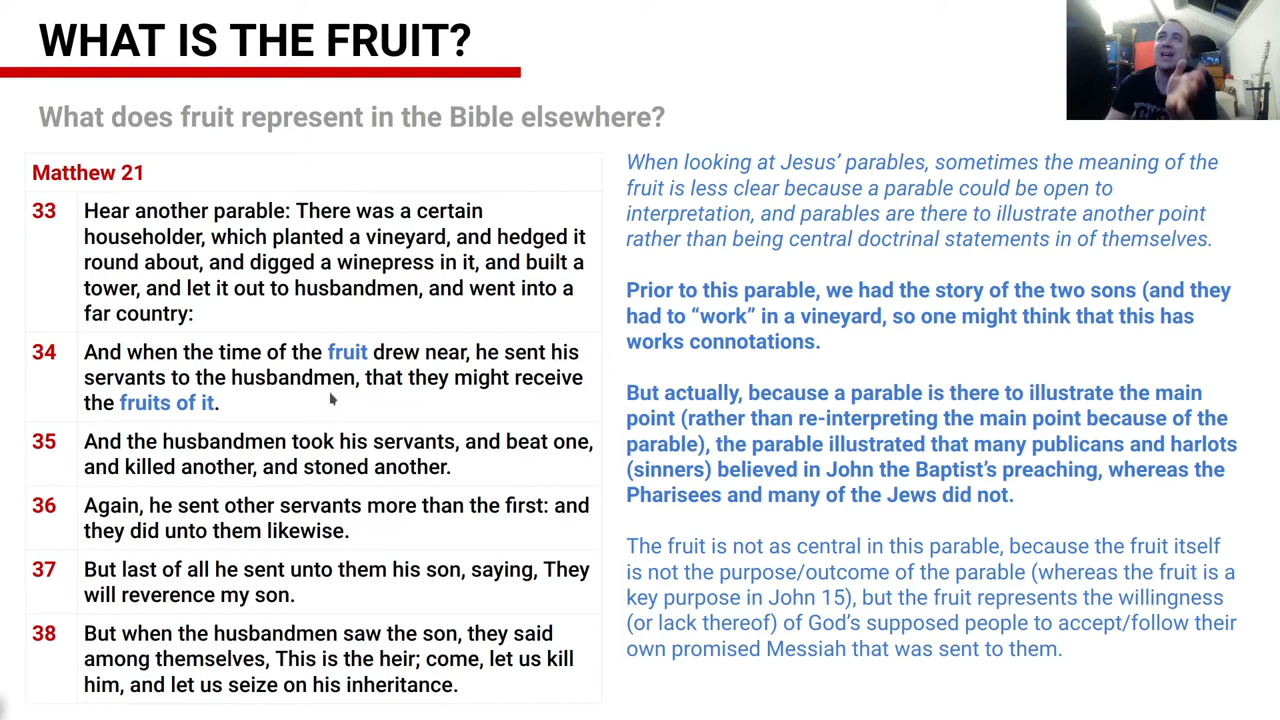 WHAT IS THE FRUIT?
What does fruit represent in the Bible elsewhere?
Matthew 21
33 Hear another parable: There was a certain
householder, which planted a vineyard, and hedged it
round about, and digged a winepress in it, and built a
tower, and let it out to husbandmen, and went into a
far country:
34 And when the time of the fruit drew near, he sent his
servants to the husbandmen, that they might receive
the fruits of it.
35 And the husbandmen took his servants, and beat one,
and killed another, and stoned another.
36 Again, he sent other servants more than the first: and
they did unto them likewise.
37 But last of all he sent unto them his son, saying, They
will reverence my son.
38 But when the husbandmen saw the son, they said
among themselves, This is the heir; come, let us kill
him, and let us seize on his inheritance.
When looking at Jesus’ parables, sometimes the meaning of the
fruit is less clear because a parable could be open to
interpretation, and parables are there to illustrate another point
rather than being central doctrinal statements in of themselves.
Prior to this parable, we had the story of the two sons (and they
had to “work” in a vineyard, so one might think that this has
works connotations.
But actually, because a parable is there to illustrate the main
point (rather than re-interpreting the main point because of the
parable), the parable illustrated that many publicans and harlots
(sinners) believed in John the Baptist’s preaching, whereas the
Pharisees and many of the Jews did not.
The fruit is not as central in this parable, because the fruit itself
is not the purpose/outcome of the parable (whereas the fruit is a
key purpose in John 15), but the fruit represents the willingness
(or lack thereof) of God’s supposed people to accept/follow their
own promised Messiah that was sent to them.